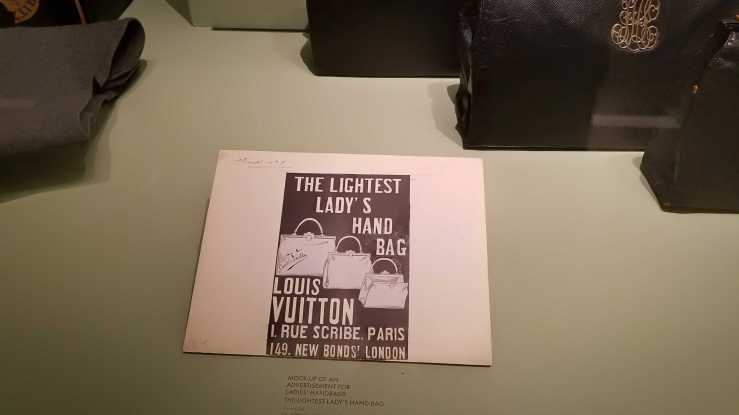 THE LIGHTEST
LADY'S
HAND
BAG
LOUIS
VUITTON
1. RUE SCRIBE. PARIS
149. NEW BONDST LONDON
MOCK-UP OF AN
ADVERTISEMENT FOR
LADIES' HANDBAGS
THE LIGHTEST LADY'S HAND BAG